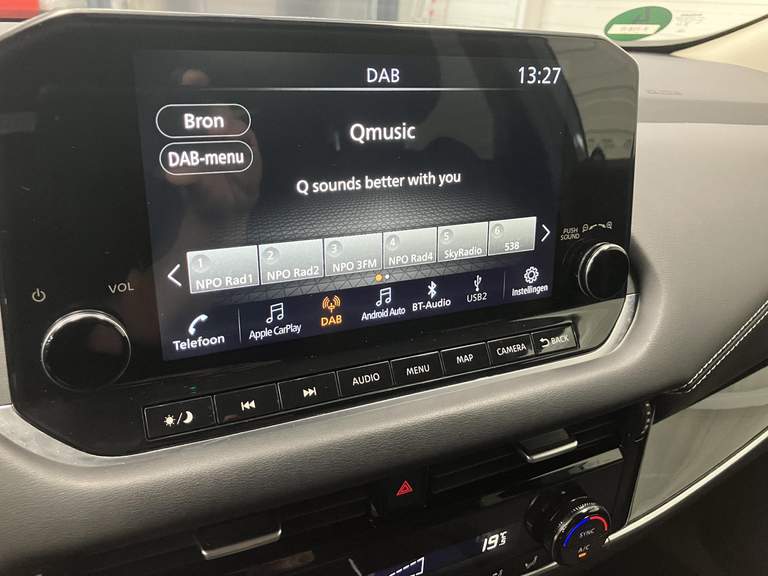 DAB
13:27
Bron
Qmusic
DAB-menu
Q sounds better with you
1 NPO Rad1
2 NPO Rad2
3 NPO 3FM
4 NPO Rad4
5 SkyRadio
6 538
Telefoon
Apple CarPlay
DAB
Android Auto
BT-Audio
USB2
Instellingen
VOL
PUSH
SOUND
AUDIO
MENU
MAP
CAMERA
BACK
19°C
SYNC
A/C